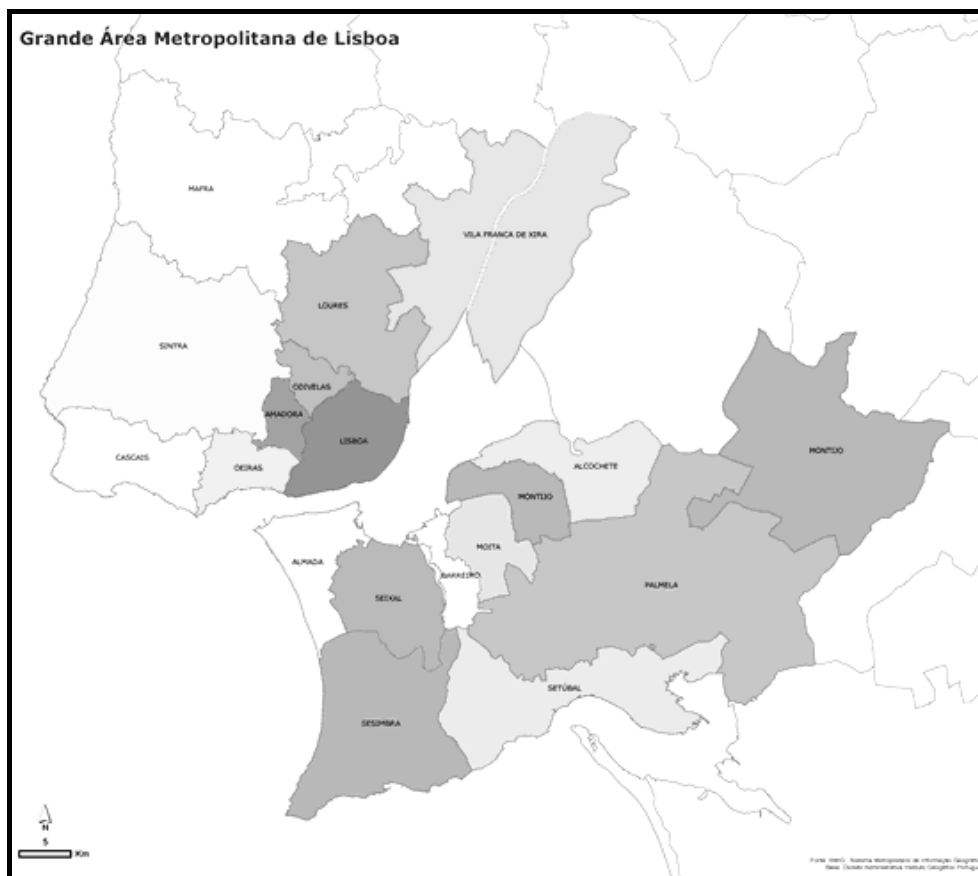 Grande Área Metropolitana de Lisboa
MAFRA
VILA FRANCA DE XIRA
LOURES
SINTRA
ODIVELAS
AMADORA
LISBOA
CASCAIS
OEIRAS
ALCOCHETE
MONTIJO
MONTIJO
MOITA
ALMADA
BARREIRO
SEIXAL
PALMELA
SETÚBAL
SESIMBRA
N
5
Km